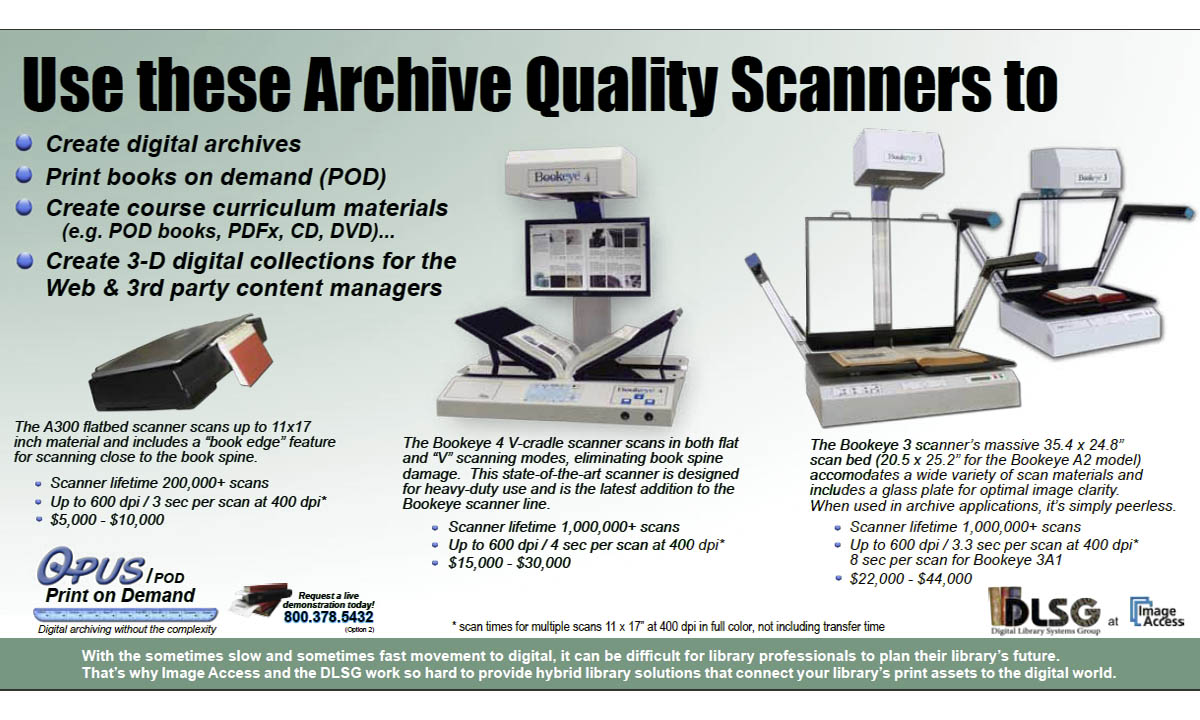 Use these Archive Quality Scanners to
Create digital archives
Print books on demand (POD)
Create course curriculum materials
(e.g. POD books, PDFx, CD, DVD)...
Create 3-D digital collections for the
Web & 3rd party content managers
Bookeye 4
Bookeye 4
Bookeye 3
Bookeye 3
The A300 flatbed scanner scans up to 11x17
inch material and includes a “book edge” feature
for scanning close to the book spine.
Scanner lifetime 200,000+ scans
Up to 600 dpi / 3 sec per scan at 400 dpi*
$5,000 - $10,000
The Bookeye 4 V-cradle scanner scans in both flat
and “V” scanning modes, eliminating book spine
damage.  This state-of-the-art scanner is designed
for heavy-duty use and is the latest addition to the
Bookeye scanner line.
Scanner lifetime 1,000,000+ scans
Up to 600 dpi / 4 sec per scan at 400 dpi*
$15,000 - $30,000
The Bookeye 3 scanner’s massive 35.4 x 24.8”
scan bed (20.5 x 25.2” for the Bookeye A2 model)
accomodates a wide variety of scan materials and
includes a glass plate for optimal image clarity.
When used in archive applications, it’s simply peerless.
Scanner lifetime 1,000,000+ scans
Up to 600 dpi / 3.3 sec per scan at 400 dpi*
8 sec per scan for Bookeye 3A1
$22,000 - $44,000
OPUS/POD
Print on Demand
Digital archiving without the complexity
Request a live
demonstration today!
800.378.5432
(Option 2)
* scan times for multiple scans 11 x 17” at 400 dpi in full color, not including transfer time
DLSG at Image Access
Digital Library Systems Group
With the sometimes slow and sometimes fast movement to digital, it can be difficult for library professionals to plan their library’s future.
That’s why Image Access and the DLSG work so hard to provide hybrid library solutions that connect your library’s print assets to the digital world.